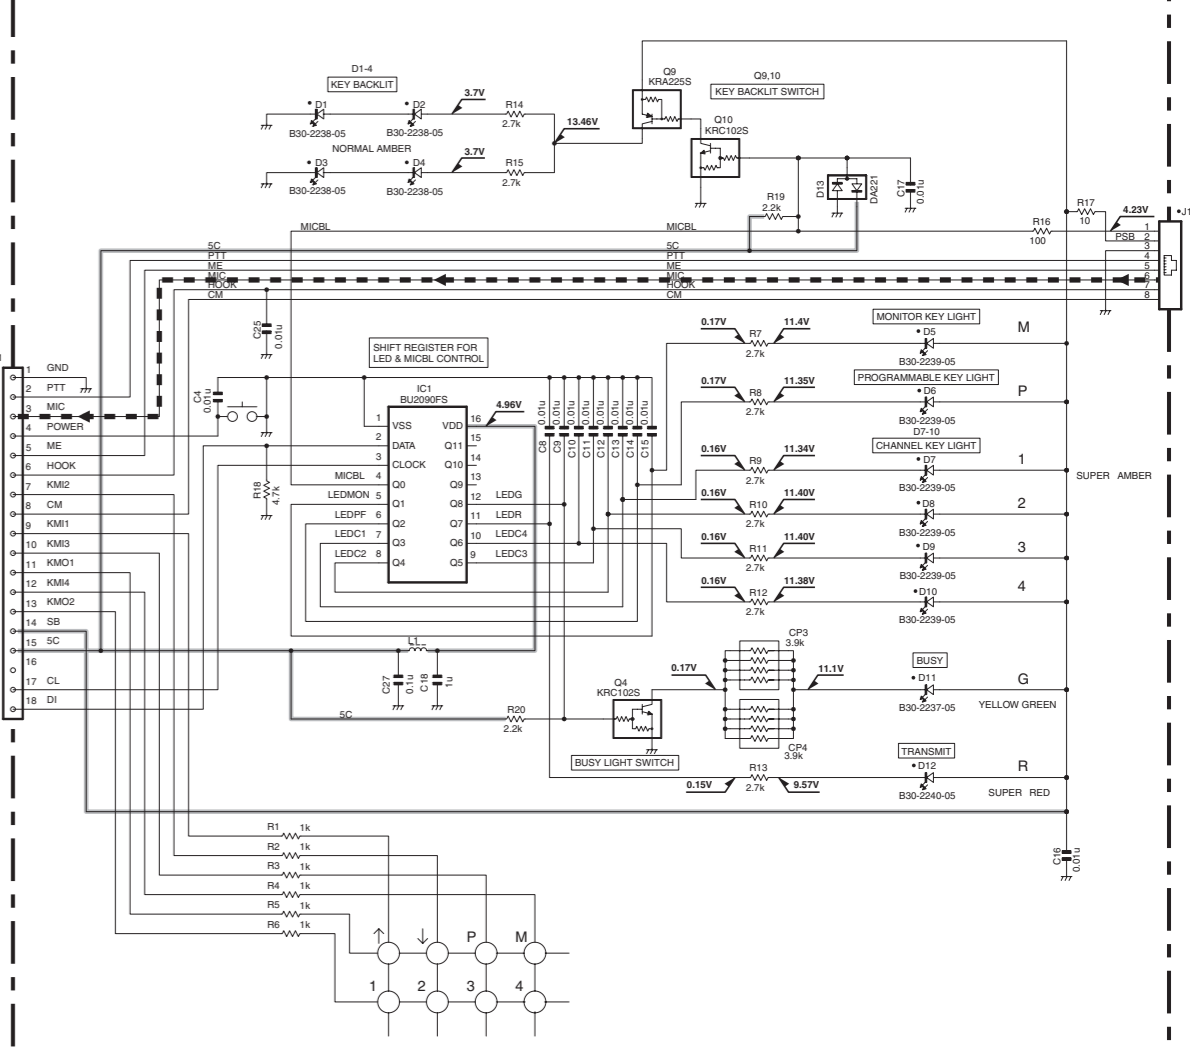 D1-4
KEY BACKLIT
D1
D2
B30-2238-05
B30-2238-05
3.7V
R14
2.7k
13.46V
NORMAL AMBER
D3
D4
B30-2238-05
B30-2238-05
3.7V
R15
2.7k
Q9
KRA225S
Q10
KRC102S
Q9,10
KEY BACKLIT SWITCH
D13
DA221
C17
0.01u
R19
2.2k
R17
10
R16
100
4.23V
J1
MICBL
MICBL
1
PSB 2
5C
5C
3
PTT
PTT
4
ME
ME
5
MIC
MIC
6
HOOK
HOOK
7
CM
CM
8
C25
0.01u
SHIFT REGISTER FOR
LED & MICBL CONTROL
C4
0.01u
R18
4.7k
IC1
BU2090FS
4.96V
1
VSS
VDD
16
2
DATA
Q11
15
3
CLOCK
Q10
14
MICBL
4
Q0
Q9
13
LEDMON
5
Q1
Q8
12
LEDG
LEDPF
6
Q2
Q7
11
LEDR
LEDC1
7
Q3
Q6
10
LEDC4
LEDC2
8
Q4
Q5
9
LEDC3
C8 0.01u
C9 0.01u
C10 0.01u
C11 0.01u
C12 0.01u
C13 0.01u
C14 0.01u
C15 0.01u
1 GND
2 PTT
3 MIC
4 POWER
5 ME
6 HOOK
7 KMI2
8 CM
9 KMI1
10 KMI3
11 KMO1
12 KMI4
13 KMO2
14 SB
15 5C
16
17 CL
18 DI
MONITOR KEY LIGHT
0.17V
R7
2.7k
11.4V
D5
B30-2239-05
M
PROGRAMMABLE KEY LIGHT
0.17V
R8
2.7k
11.35V
D6
B30-2239-05
P
D7-10
CHANNEL KEY LIGHT
0.16V
R9
2.7k
11.34V
D7
B30-2239-05
1
SUPER AMBER
0.16V
R10
2.7k
11.40V
D8
B30-2239-05
2
0.16V
R11
2.7k
11.40V
D9
B30-2239-05
3
0.16V
R12
2.7k
11.38V
D10
B30-2239-05
4
L1
C27
0.1u
C18
1u
5C
R20
2.2k
Q4
KRC102S
BUSY LIGHT SWITCH
0.17V
CP3
3.9k
11.1V
CP4
3.9k
BUSY
D11
B30-2237-05
G
YELLOW GREEN
TRANSMIT
0.15V
R13
2.7k
9.57V
D12
B30-2240-05
R
SUPER RED
C16
0.01u
R1 1k
R2 1k
R3 1k
R4 1k
R5 1k
R6 1k
↑ ↓ P M
1 2 3 4